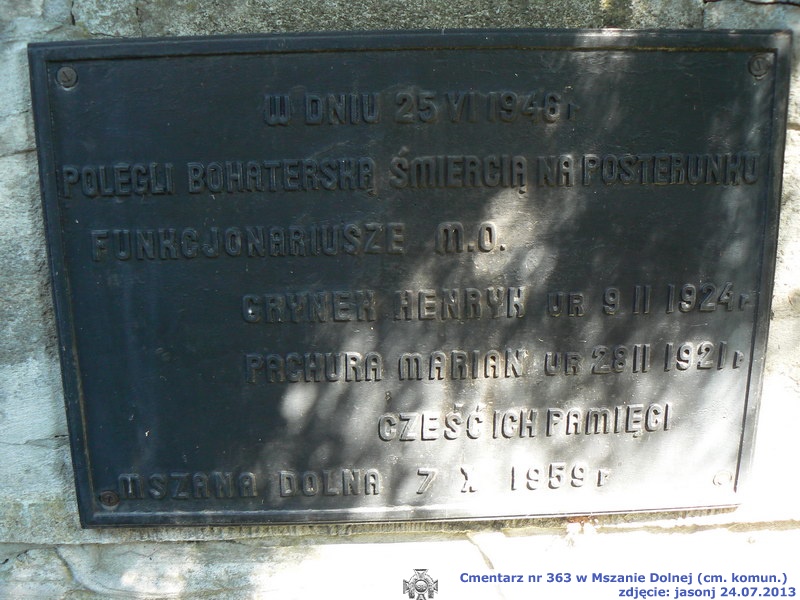 W DNIU 25 VI 1946 r
POLEGLI BOHATERSKĄ ŚMIERCIĄ NA POSTERUNKU
FUNKCJONARIUSZE M.O.
GRYNEK HENRYK UR 9 II 1924 r
PACHURA MARIAN UR 28 II 1921 r
CZEŚĆ ICH PAMIĘCI
MSZANA DOLNA 7 X 1959 r
Cmentarz nr 363 w Mszanie Dolnej (cm. komun.)
zdjęcie: jasonj 24.07.2013